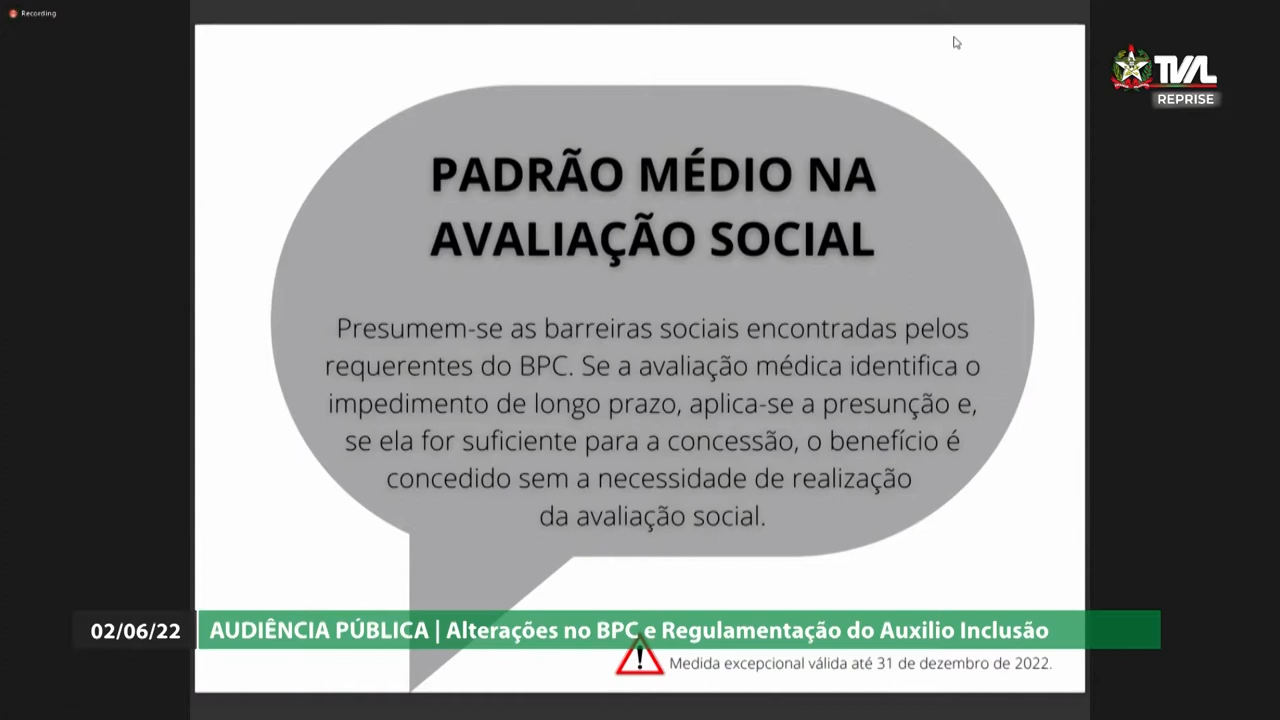 Recording
TVAL
REPRISE
PADRÃO MÉDIO NA
AVALIAÇÃO SOCIAL
Presumem-se as barreiras sociais encontradas pelos
requerentes do BPC. Se a avaliação médica identifica o
impedimento de longo prazo, aplica-se a presunção e,
se ela for suficiente para a concessão, o benefício é
concedido sem a necessidade de realização
da avaliação social.
02/06/22 AUDIÊNCIA PÚBLICA | Alterações no BPC e Regulamentação do Auxilio Inclusão
Medida excepcional válida até 31 de dezembro de 2022.